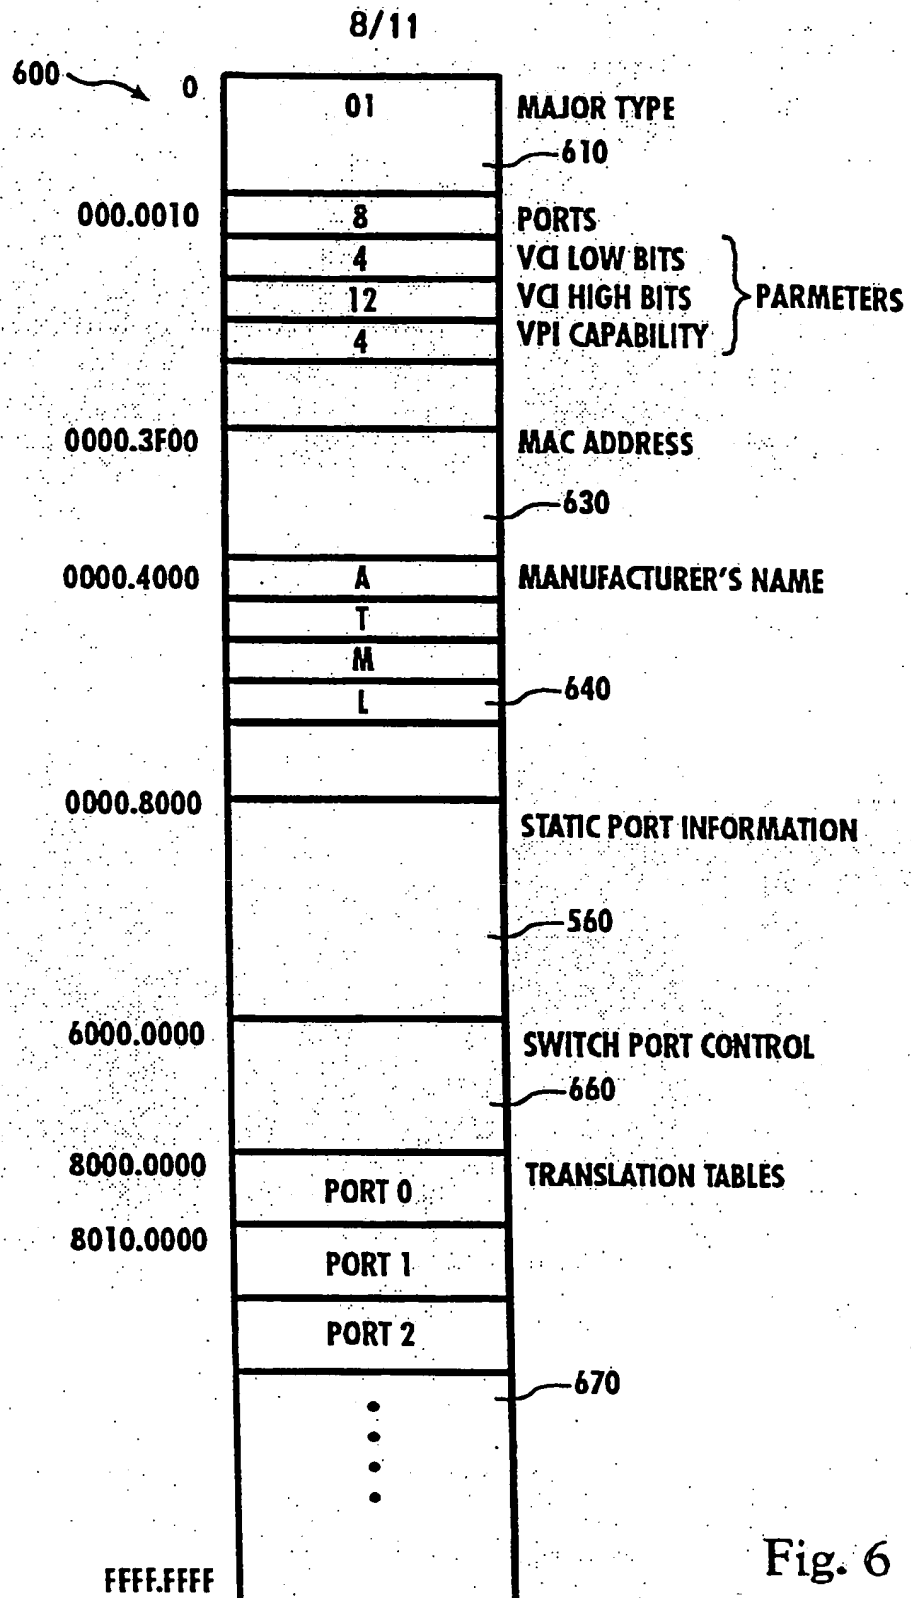 8/11
600
0
01
MAJOR TYPE
610
000.0010
8
PORTS
4
VCI LOW BITS
12
VCI HIGH BITS
PARMETERS
4
VPI CAPABILITY
0000.3F00
MAC ADDRESS
630
0000.4000
A
MANUFACTURER'S NAME
T
M
L
640
0000.8000
STATIC PORT INFORMATION
560
6000.0000
SWITCH PORT CONTROL
660
8000.0000
PORT 0
TRANSLATION TABLES
8010.0000
PORT 1
PORT 2
670
FFFF.FFFF
Fig. 6